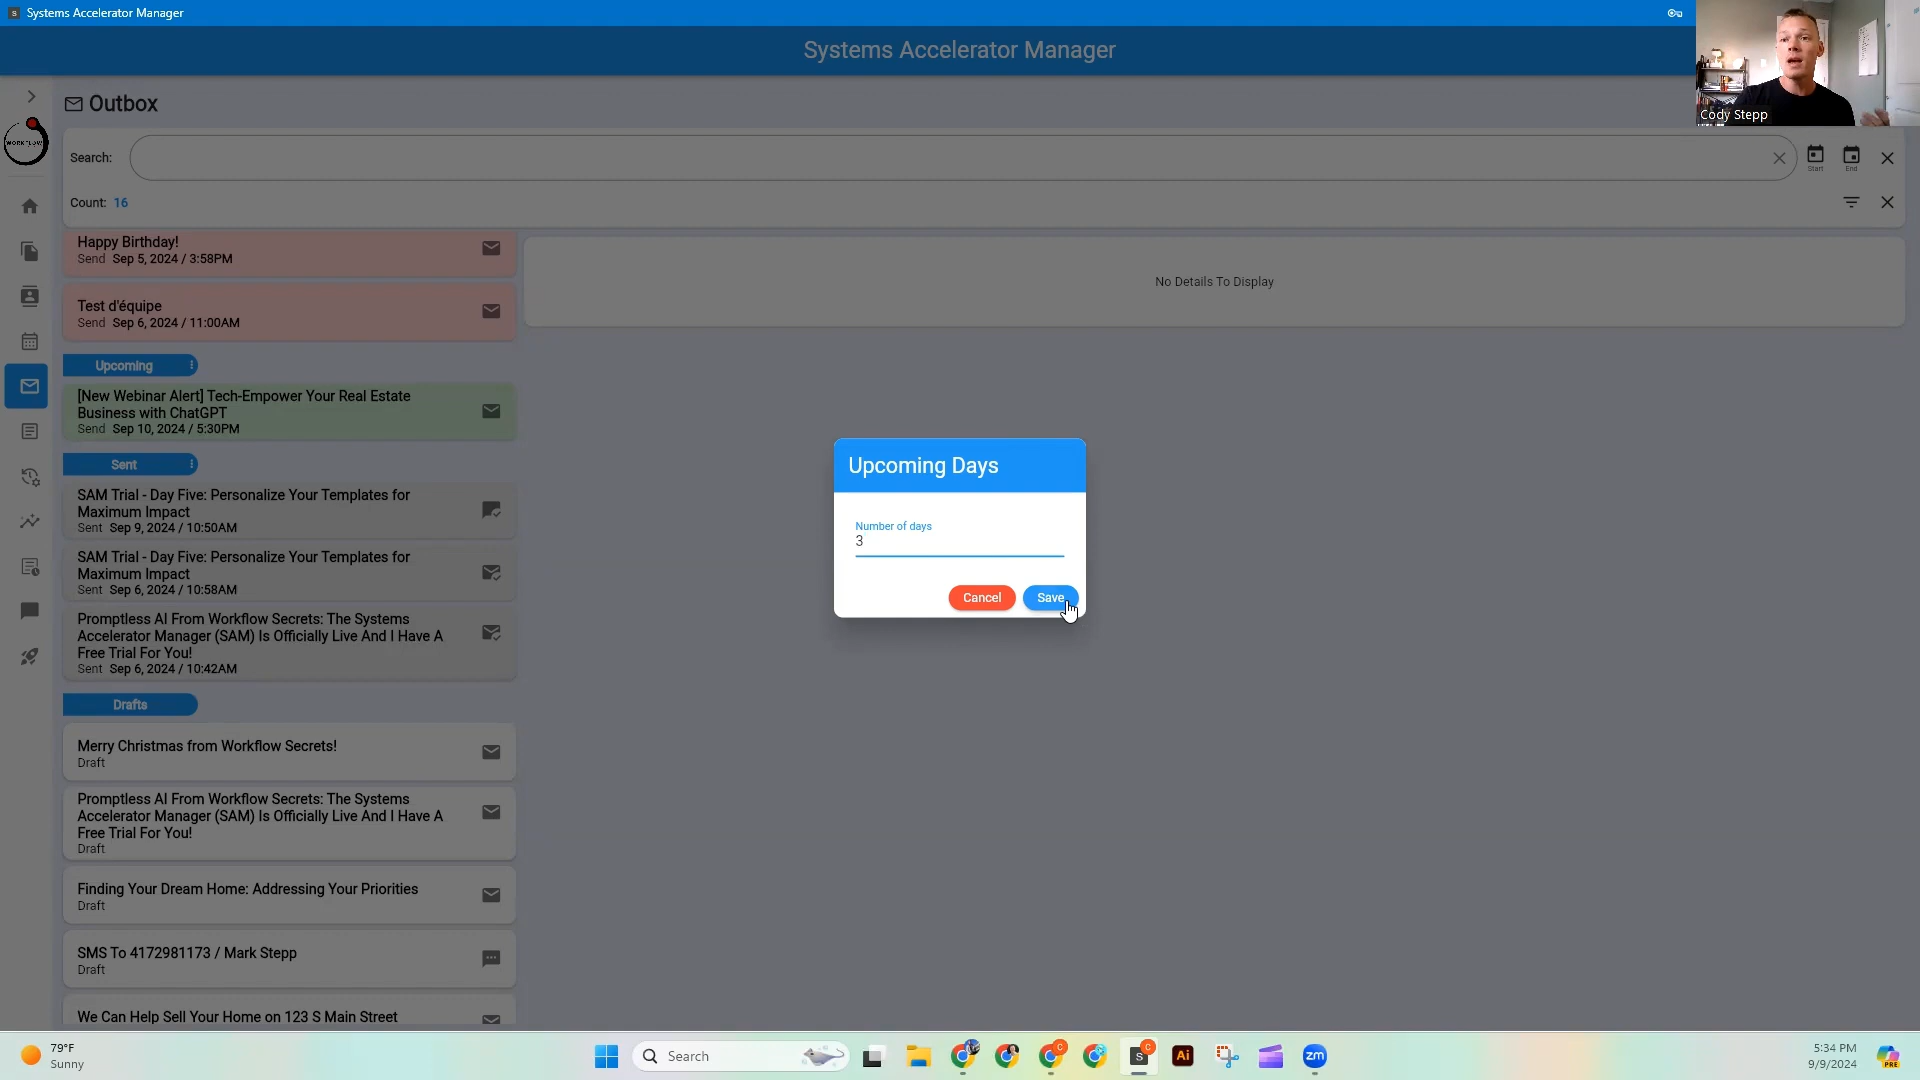 Systems Accelerator Manager
Systems Accelerator Manager
Cody Stepp
WORKFLOW
Outbox
Search:
Start
End
Count: 16
Happy Birthday!
Send Sep 5, 2024 / 3:58PM
Test d'équipe
Send Sep 6, 2024 / 11:00AM
No Details To Display
Upcoming
[New Webinar Alert] Tech-Empower Your Real Estate
Business with ChatGPT
Send Sep 10, 2024 / 5:30PM
Sent
SAM Trial - Day Five: Personalize Your Templates for
Maximum Impact
Sent Sep 9, 2024 / 10:50AM
SAM Trial - Day Five: Personalize Your Templates for
Maximum Impact
Sent Sep 6, 2024 / 10:58AM
Promptless AI From Workflow Secrets: The Systems
Accelerator Manager (SAM) Is Officially Live And I Have A
Free Trial For You!
Sent Sep 6, 2024 / 10:42AM
Drafts
Merry Christmas from Workflow Secrets!
Draft
Promptless AI From Workflow Secrets: The Systems
Accelerator Manager (SAM) Is Officially Live And I Have A
Free Trial For You!
Draft
Finding Your Dream Home: Addressing Your Priorities
Draft
SMS To 4172981173 / Mark Stepp
Draft
We Can Help Sell Your Home on 123 S Main Street
Upcoming Days
Number of days
3
Cancel
Save
79°F
Sunny
Search
C
S
C
Ai
zm
5:34 PM
9/9/2024
PRE